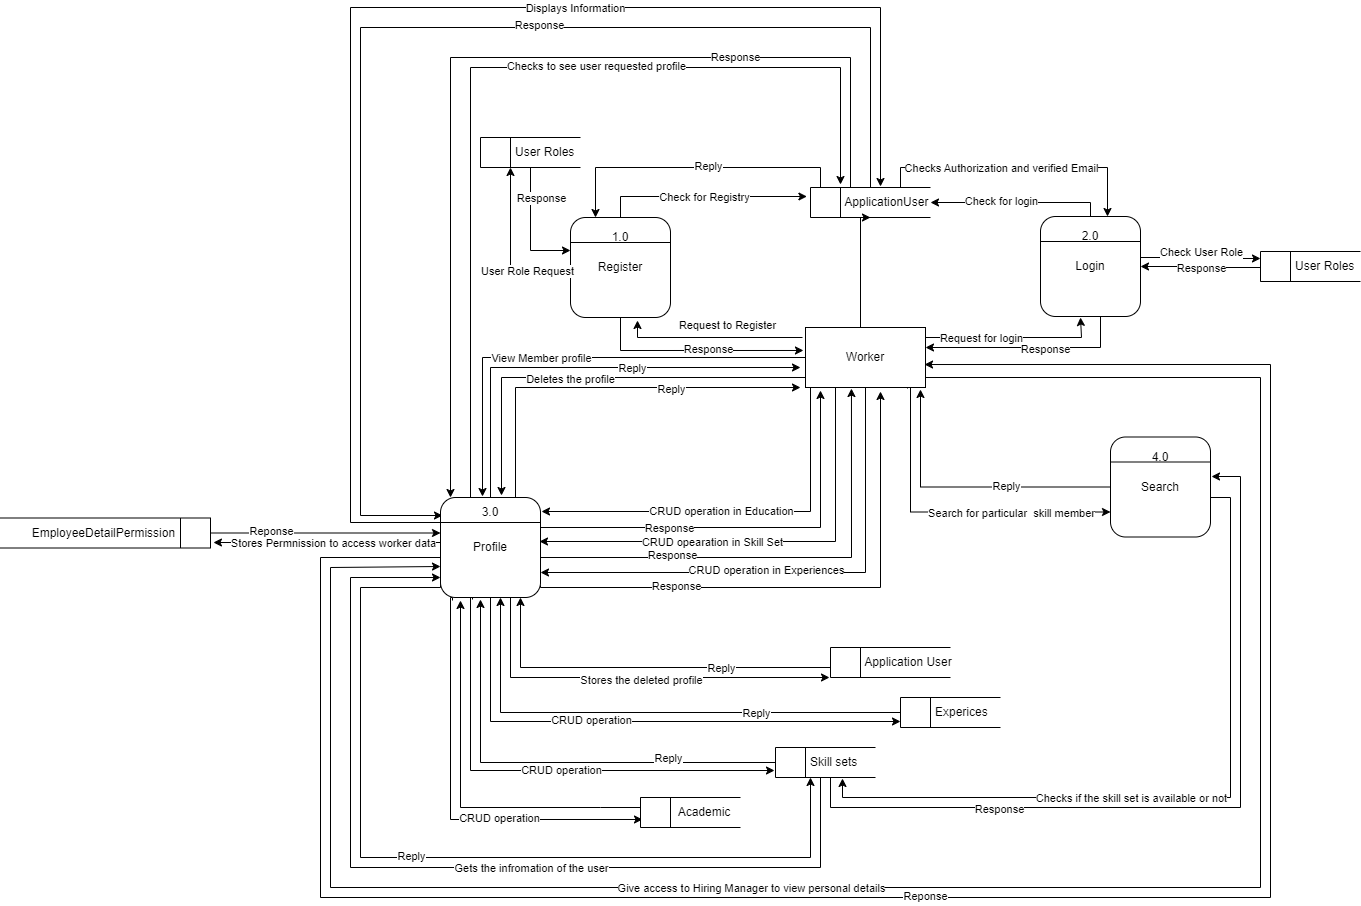 Displays Information
Response
Response
Checks to see user requested profile
User Roles
Reply
Checks Authorization and verified Email
Response
Check for Registry
ApplicationUser
Check for login
1.0
2.0
Check User Role
Register
Login
User Roles
User Role Request
Response
Request to Register
Request for login
Response
Response
Worker
View Member profile
Reply
Deletes the profile
Reply
4.0
Reply
Search
3.0
CRUD operation in Education
Search for particular skill member
Response
EmployeeDetailPermission
Reponse
Stores Permnission to access worker data
CRUD opearation in Skill Set
Profile
Response
CRUD operation in Experiences
Response
Reply
Application User
Stores the deleted profile
Reply
Experices
CRUD operation
Reply
Skill sets
CRUD operation
Checks if the skill set is available or not
Response
Academic
CRUD operation
Reply
Gets the infromation of the user
Give access to Hiring Manager to view personal details
Reponse